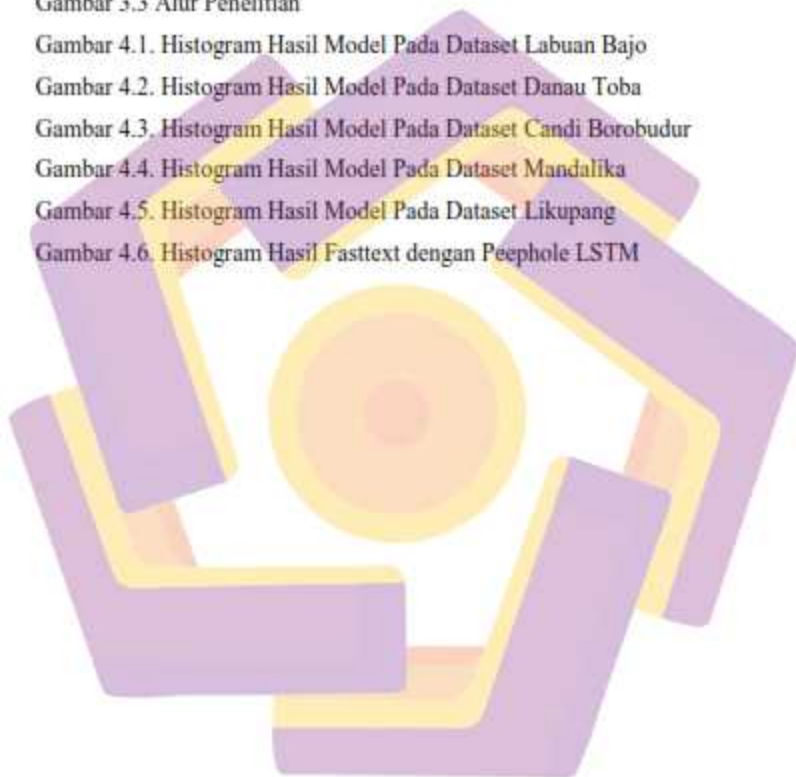 Gambar 3.3 Alur Penelitian
Gambar 4.1. Histogram Hasil Model Pada Dataset Labuan Bajo
Gambar 4.2. Histogram Hasil Model Pada Dataset Danau Toba
Gambar 4.3. Histogram Hasil Model Pada Dataset Candi Borobudur
Gambar 4.4. Histogram Hasil Model Pada Dataset Mandalika
Gambar 4.5. Histogram Hasil Model Pada Dataset Likupang
Gambar 4.6. Histogram Hasil Fasttext dengan Peephole LSTM